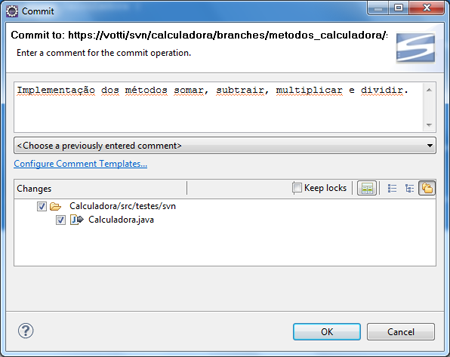 Commit
Commit to: https://votti/svn/calculadora/branches/metodos_calculadora/
Enter a comment for the commit operation.
Implementação dos métodos somar, subtrair, multiplicar e dividir.
<Choose a previously entered comment>
Configure Comment Templates...
Changes
Keep locks
Calculadora/src/testes/svn
Calculadora.java
OK
Cancel